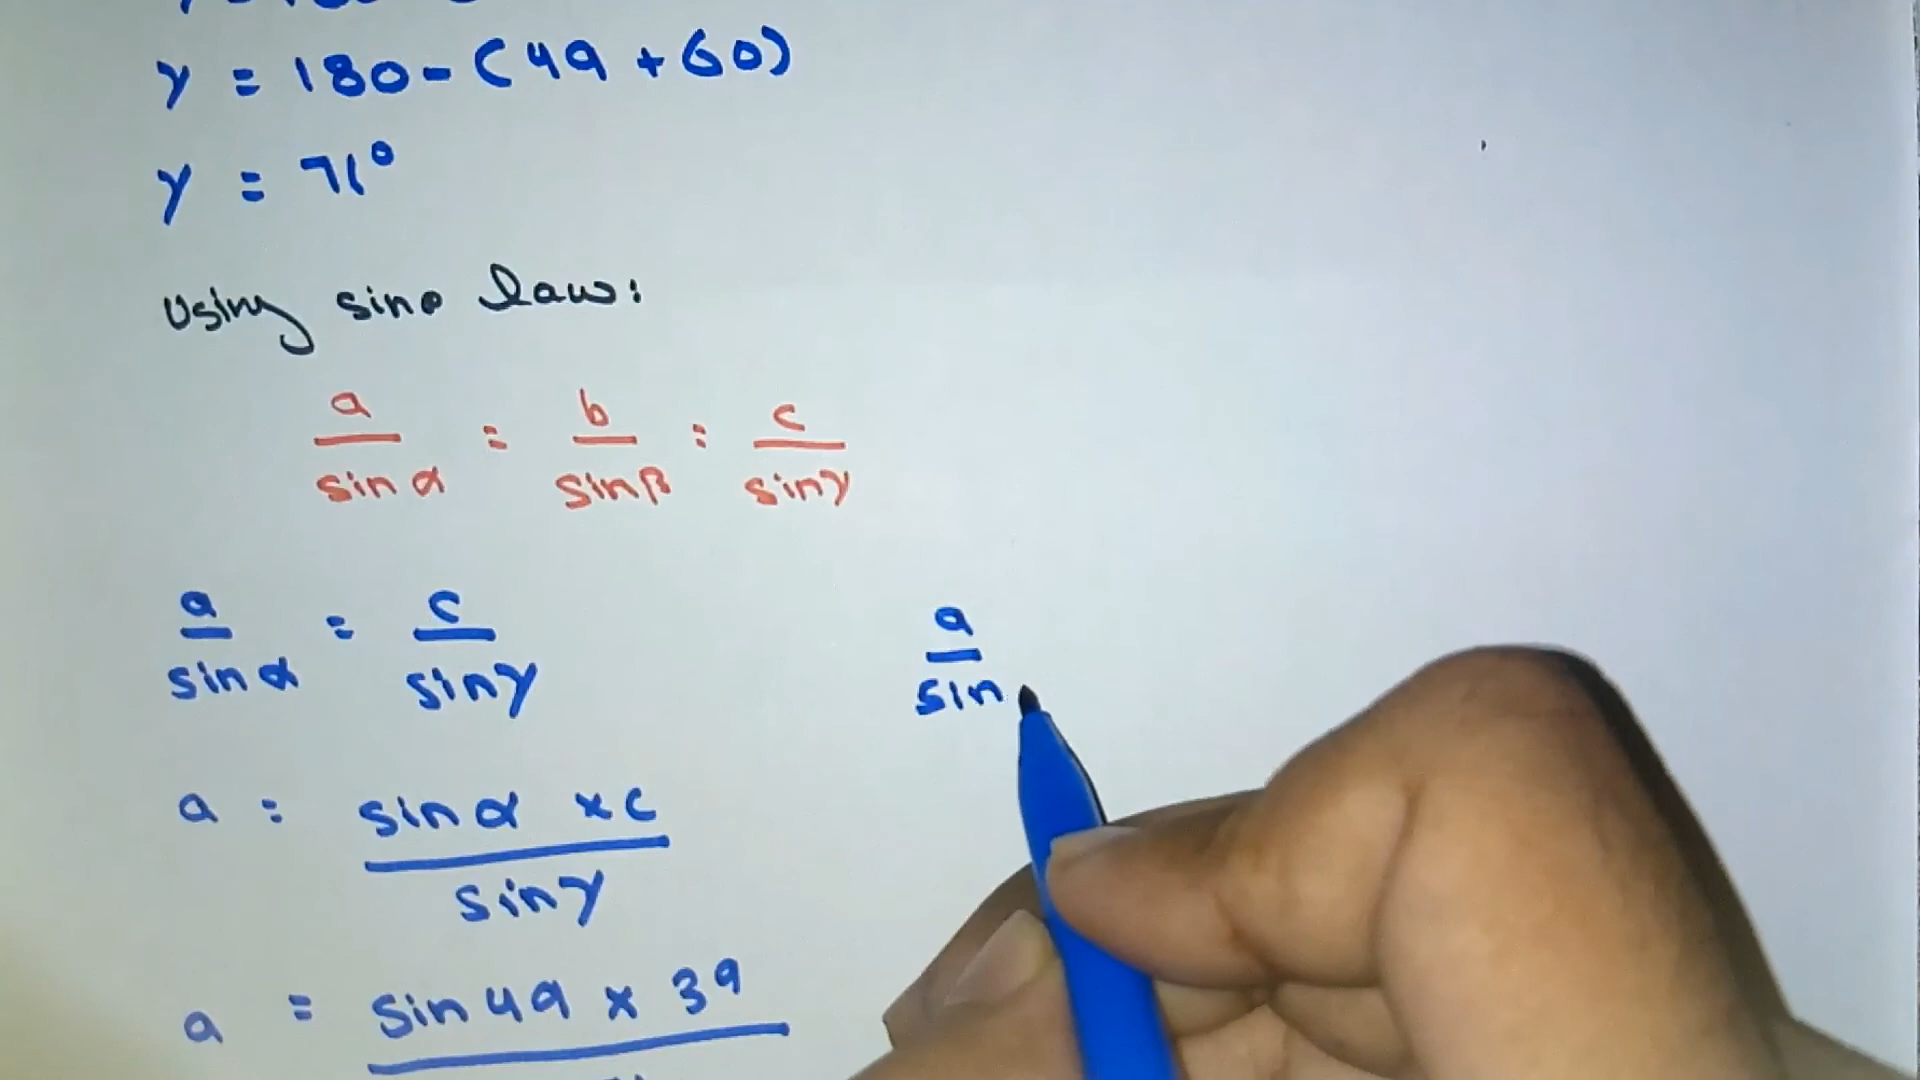 γ = 180 - (49 + 60)
γ = 71°
Using sine law:
a / sin α = b / sin β = c / sin γ
a / sin α = c / sin γ
a = sin α × c / sin γ
a = sin 49 × 39
a / sin